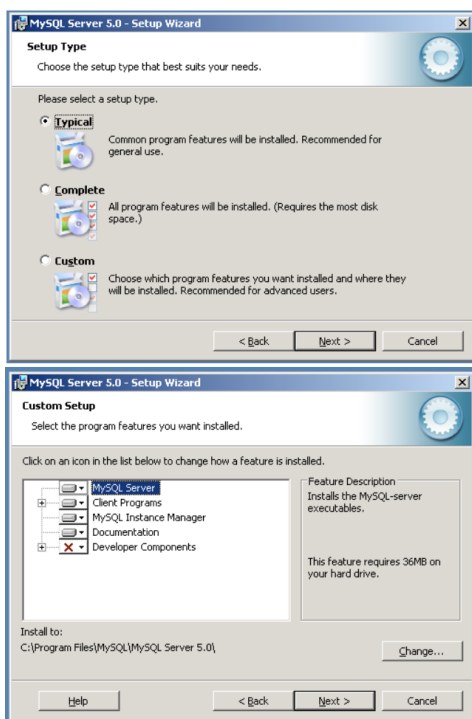 MySQL Server 5.0 - Setup Wizard
Setup Type
Choose the setup type that best suits your needs.
Please select a setup type.
Typical
Common program features will be installed. Recommended for
general use.
Complete
All program features will be installed. (Requires the most disk
space.)
Custom
Choose which program features you want installed and where they
will be installed. Recommended for advanced users.
< Back
Next >
Cancel
MySQL Server 5.0 - Setup Wizard
Custom Setup
Select the program features you want installed.
Click on an icon in the list below to change how a feature is installed.
MySQL Server
Client Programs
MySQL Instance Manager
Documentation
Developer Components
Feature Description
Installs the MySQL-server
executables.
This feature requires 36MB on
your hard drive.
Install to:
C:\Program Files\MySQL\MySQL Server 5.0\
Change...
Help
< Back
Next >
Cancel